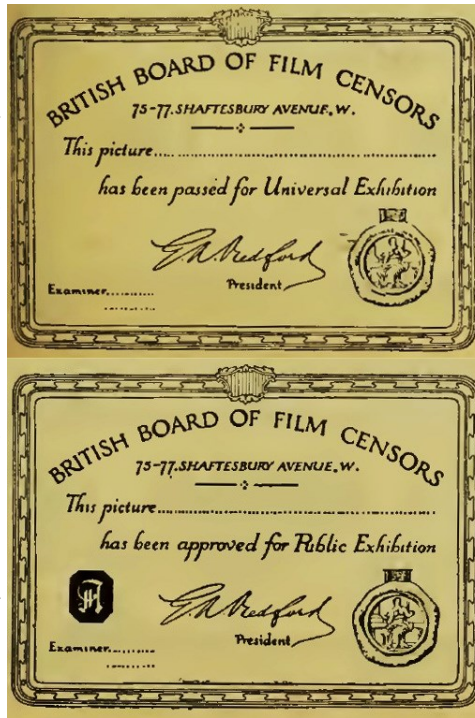 BRITISH BOARD OF FILM CENSORS
75-77. SHAFTESBURY AVENUE. W.
This picture
has been passed for Universal Exhibition
G.A. Redford
President
Examiner
BRITISH BOARD OF FILM CENSORS
75-77. SHAFTESBURY AVENUE. W.
This picture
has been approved for Public Exhibition
A
G.A. Redford
President
Examiner